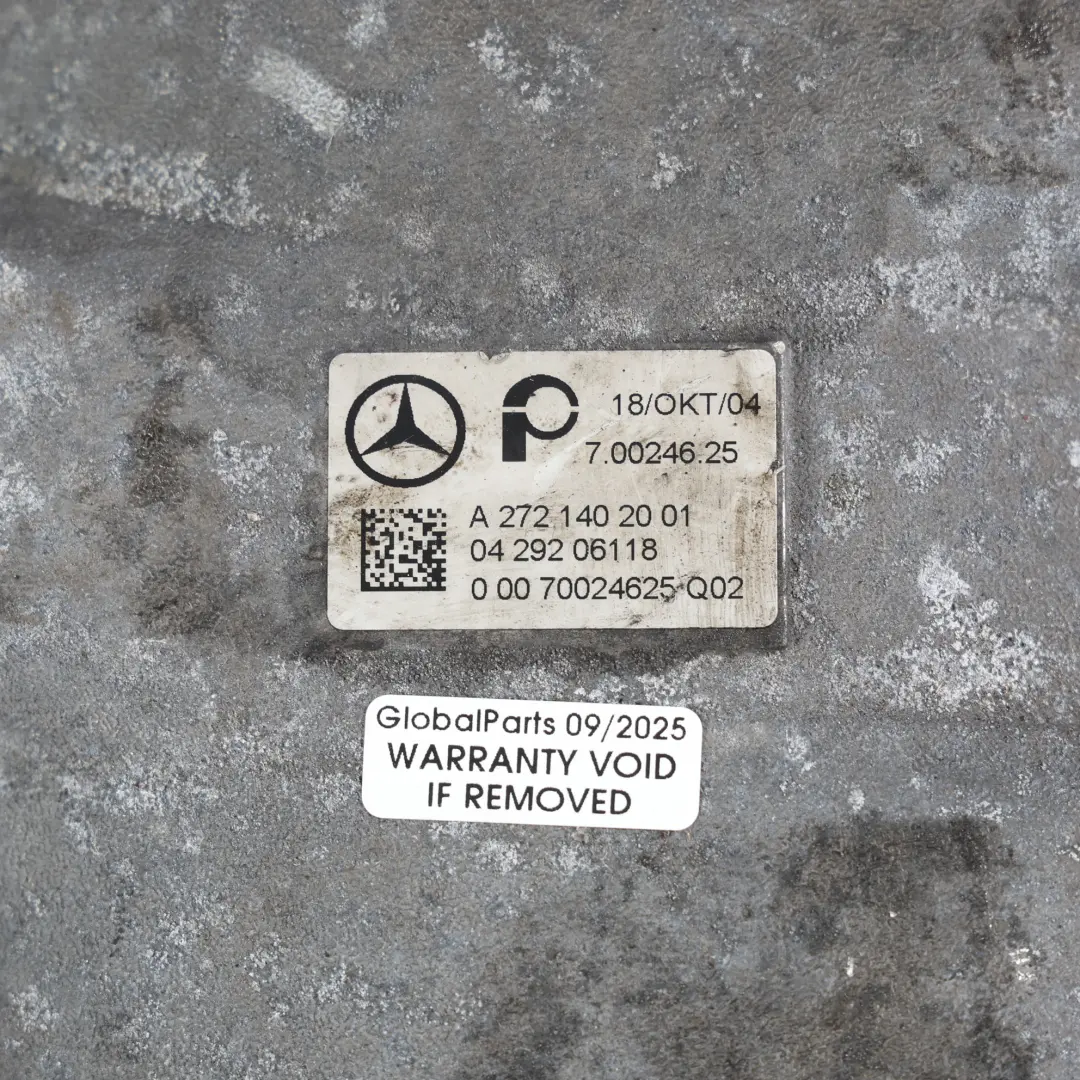 18/OKT/04
7.00246.25
A 272 140 20 01
04 292 06118
0 00 70024625 Q02
GlobalParts 09/2025
WARRANTY VOID
IF REMOVED